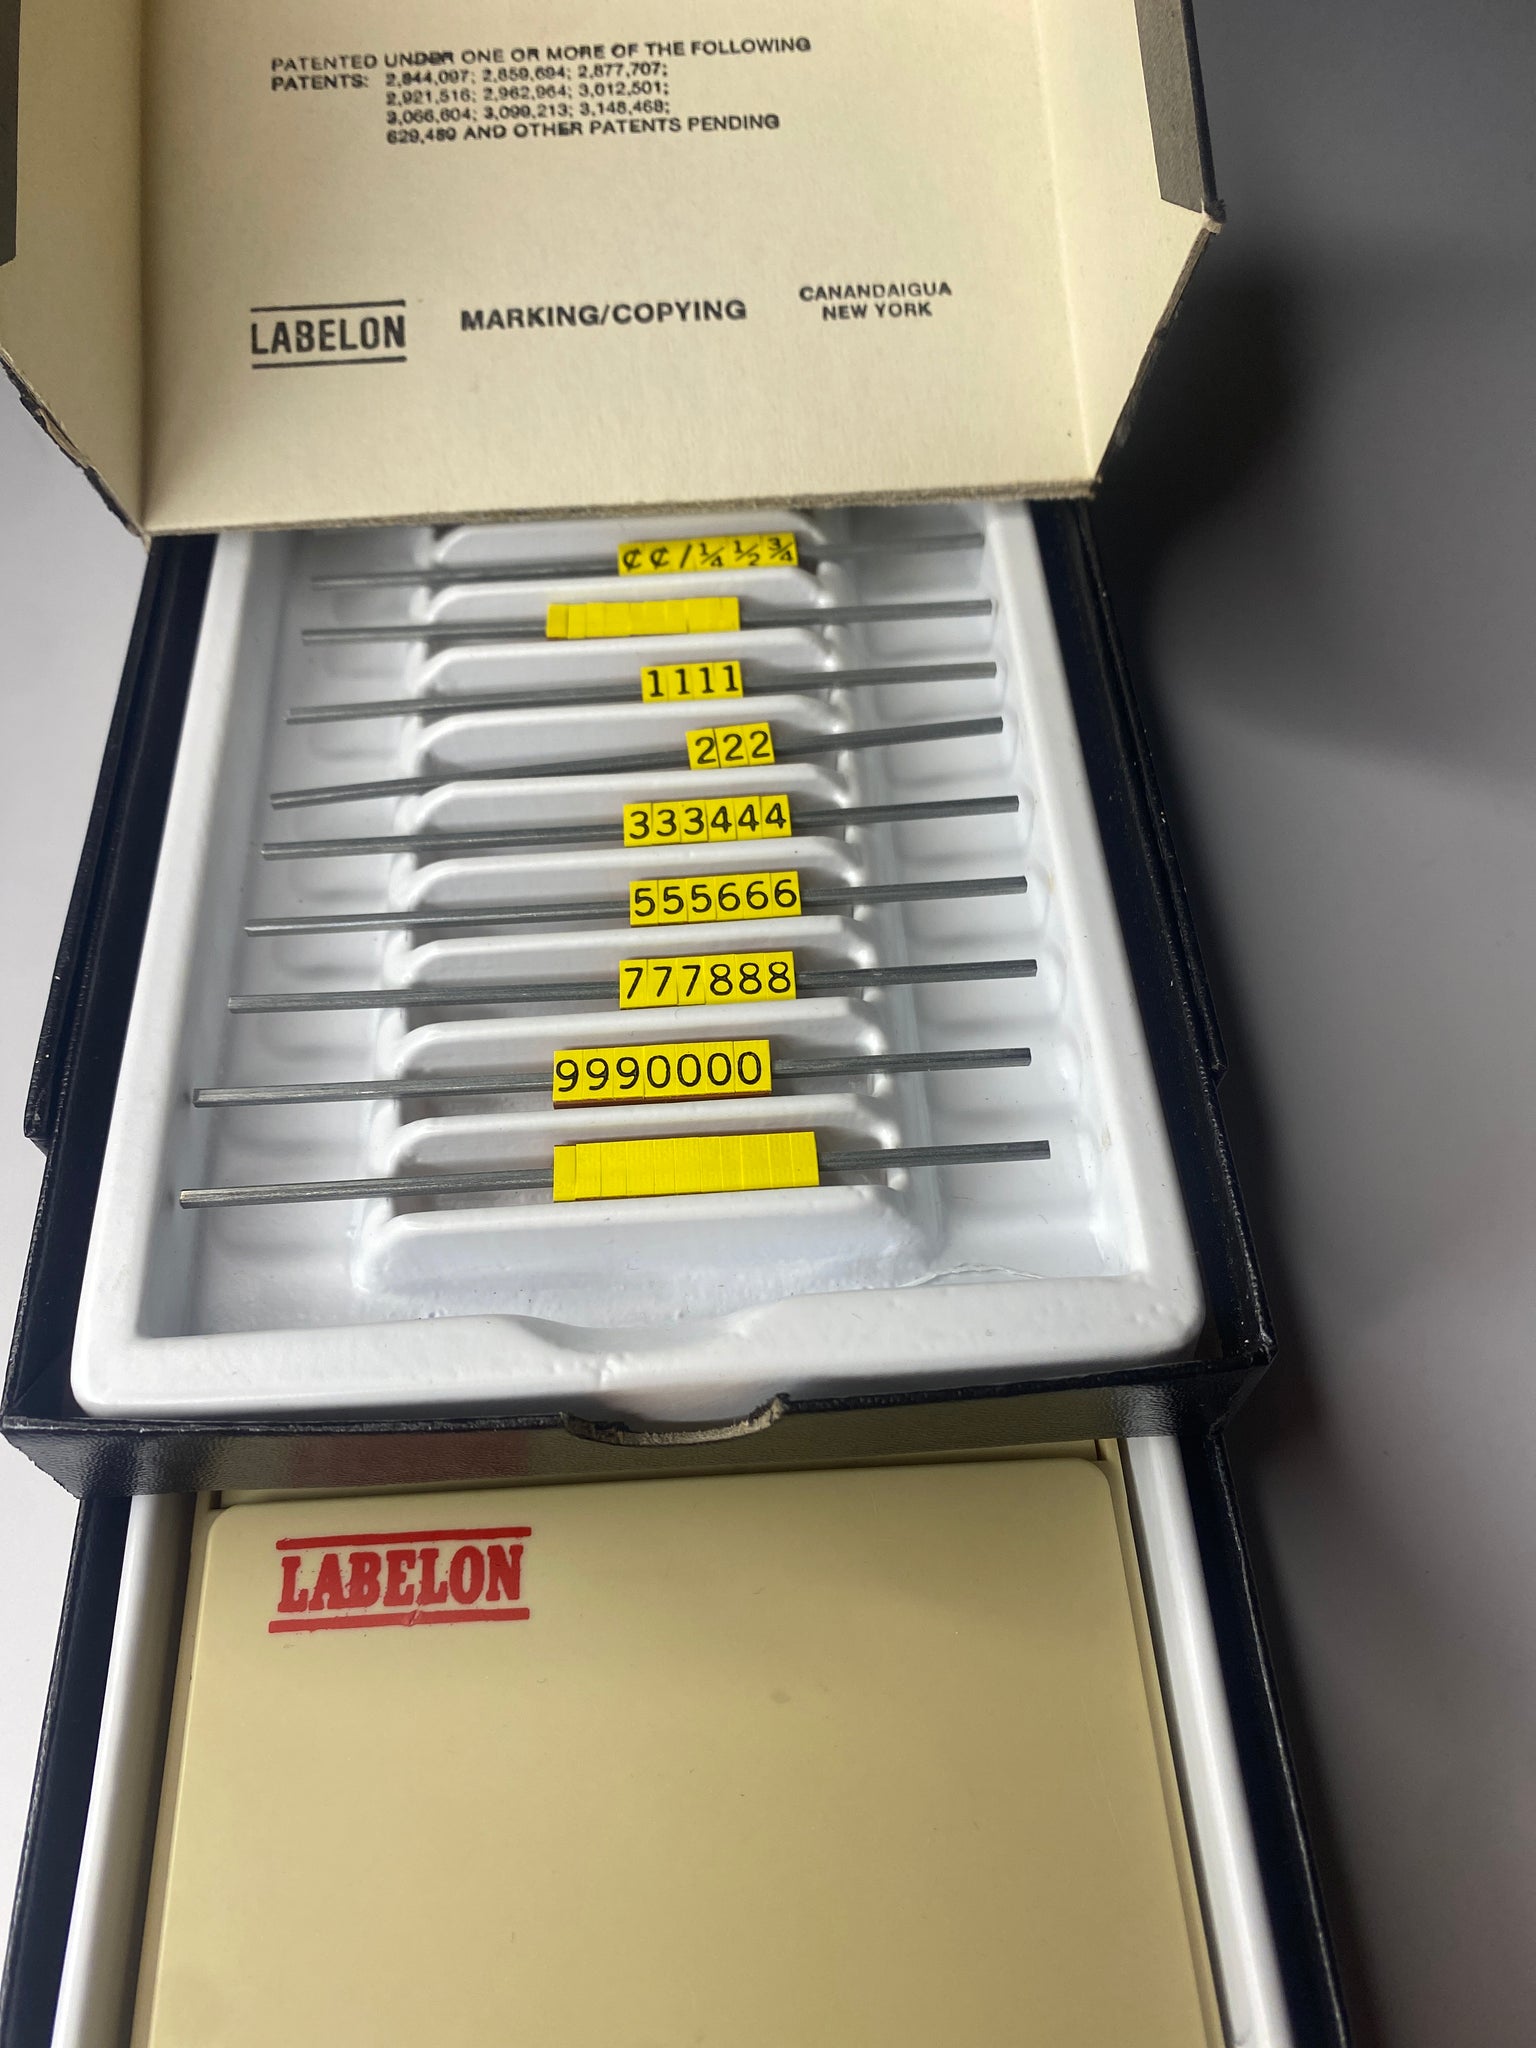 PATENTED UNDER ONE OR MORE OF THE FOLLOWING
PATENTS: 2,844,097; 2,859,694; 2,877,707;
2,921,516; 2,962,964; 3,012,501;
3,066,604; 3,099,213; 3,148,468;
629,489 AND OTHER PATENTS PENDING
LABELON MARKING/COPYING CANANDAIGUA
NEW YORK
¢¢/¼½¾
1111
222
333444
555666
777888
9990000
LABELON